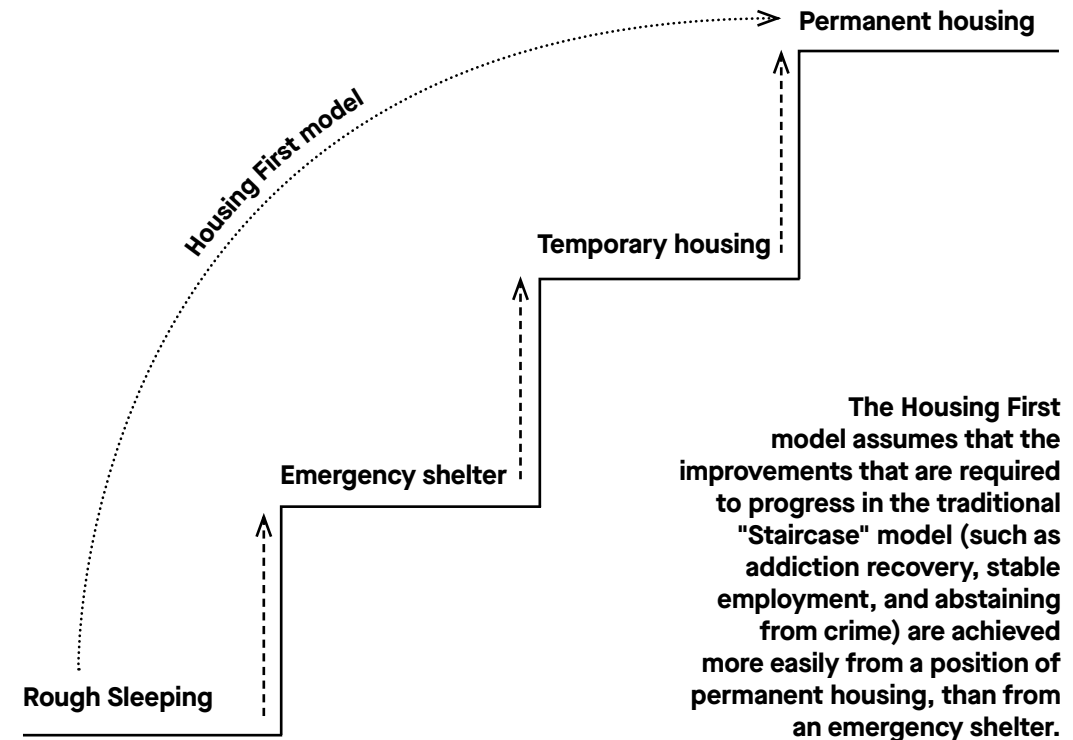 Permanent housing
Housing First model
Temporary housing
Emergency shelter
Rough Sleeping
The Housing First
model assumes that the
improvements that are required
to progress in the traditional
"Staircase" model (such as
addiction recovery, stable
employment, and abstaining
from crime) are achieved
more easily from a position of
permanent housing, than from
an emergency shelter.